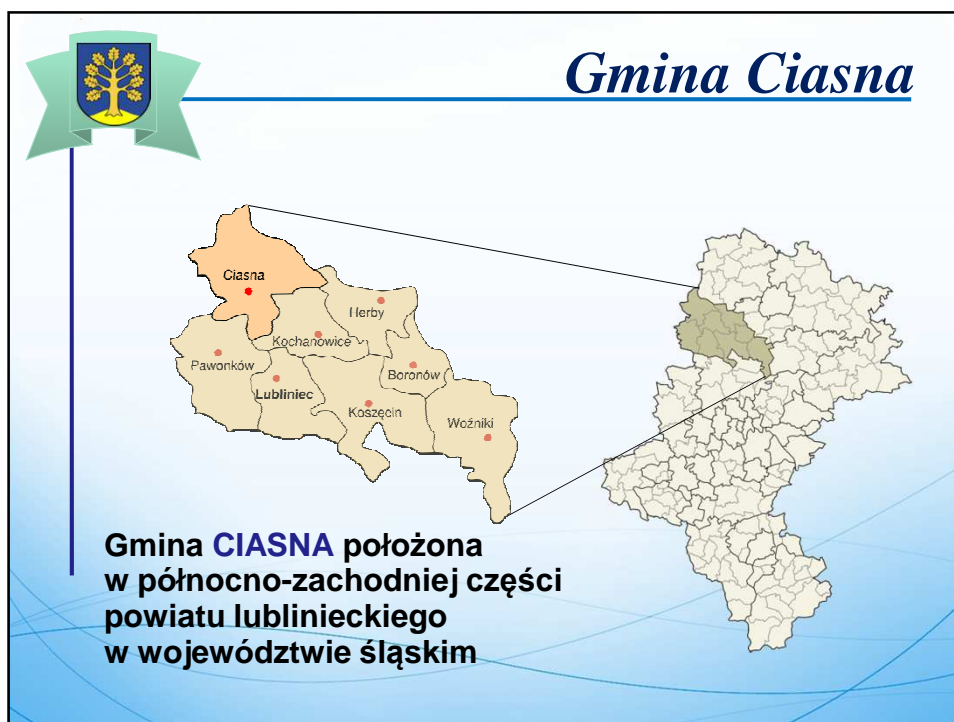 Gmina Ciasna
Ciasna
Herby
Kochanowice
Pawonków
Boronów
Lubliniec
Koszęcin
Woźniki
Gmina CIASNA położona
w północno-zachodniej części
powiatu lublinieckiego
w województwie śląskim